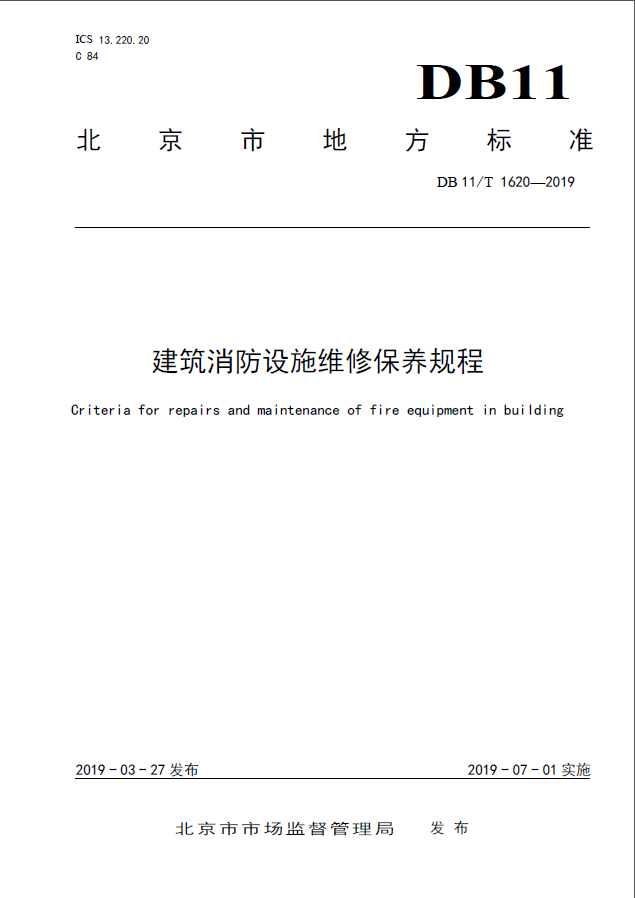 ICS 13.220.20
C 84
DB11
北京市地方标准
DB 11/T 1620—2019
建筑消防设施维修保养规程
Criteria for repairs and maintenance of fire equipment in building
2019-03-27 发布 2019-07-01 实施
北京市市场监督管理局 发布